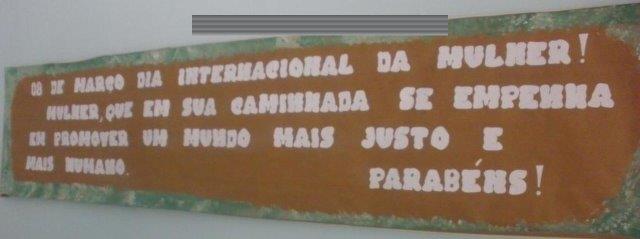 08 DE MARÇO DIA INTERNACIONAL DA MULHER!
MULHER, QUE EM SUA CAMINHADA SE EMPENHA
EM PROMOVER UM MUNDO MAIS JUSTO E
MAIS HUMANO.
PARABÉNS!